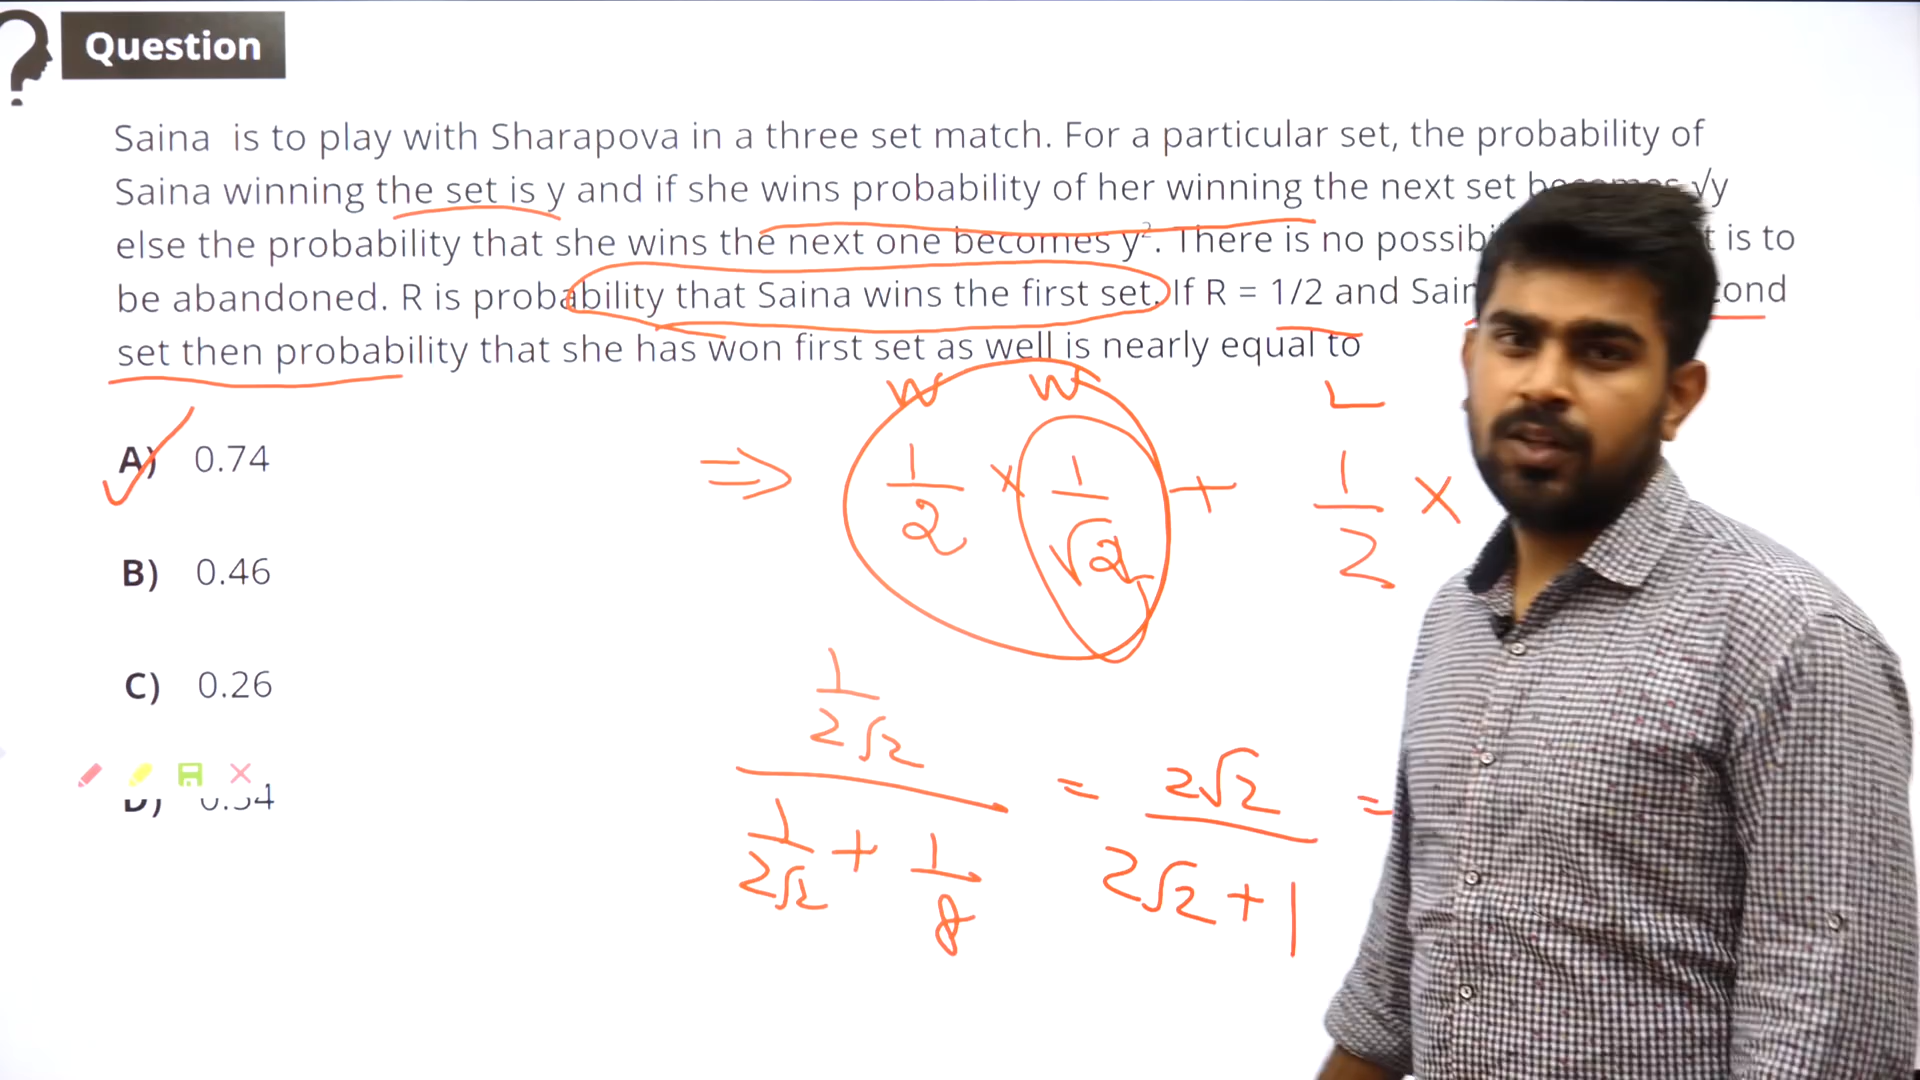 Question
Saina is to play with Sharapova in a three set match. For a particular set, the probability of
Saina winning the set is y and if she wins probability of her winning the next set becomes √y
else the probability that she wins the next one becomes y². There is no is to
be abandoned. R is probability that Saina wins the first set. If R = 1/2 and
set then probability that she has won first set as well is nearly equal to
W W L
⇒ 1/2 × 1/√2 + 1/2 ×
A) 0.74
B) 0.46
C) 0.26
D)
1/2√2 / 1/2√2 + 1/8 = 2√2 / 2√2 + 1 =